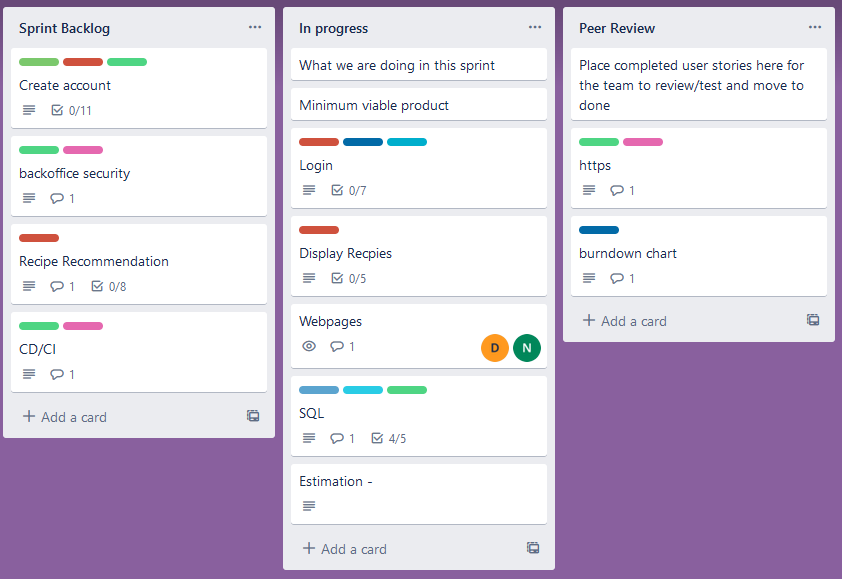 Sprint Backlog
Create account
0/11
backoffice security
1
Recipe Recommendation
1 0/8
CD/CI
1
Add a card
In progress
What we are doing in this sprint
Minimum viable product
Login
0/7
Display Recpies
0/5
Webpages
1
D N
SQL
1 4/5
Estimation -
Add a card
Peer Review
Place completed user stories here for
the team to review/test and move to
done
https
1
burndown chart
1
Add a card